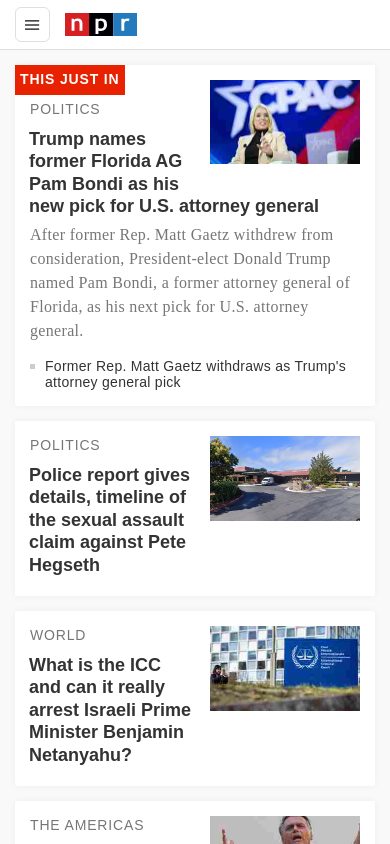 npr
THIS JUST IN
POLITICS
CPAC
Trump names
former Florida AG
Pam Bondi as his
new pick for U.S. attorney general
After former Rep. Matt Gaetz withdrew from
consideration, President-elect Donald Trump
named Pam Bondi, a former attorney general of
Florida, as his next pick for U.S. attorney
general.
Former Rep. Matt Gaetz withdraws as Trump's
attorney general pick
POLITICS
Police report gives
details, timeline of
the sexual assault
claim against Pete
Hegseth
WORLD
What is the ICC
and can it really
arrest Israeli Prime
Minister Benjamin
Netanyahu?
THE AMERICAS